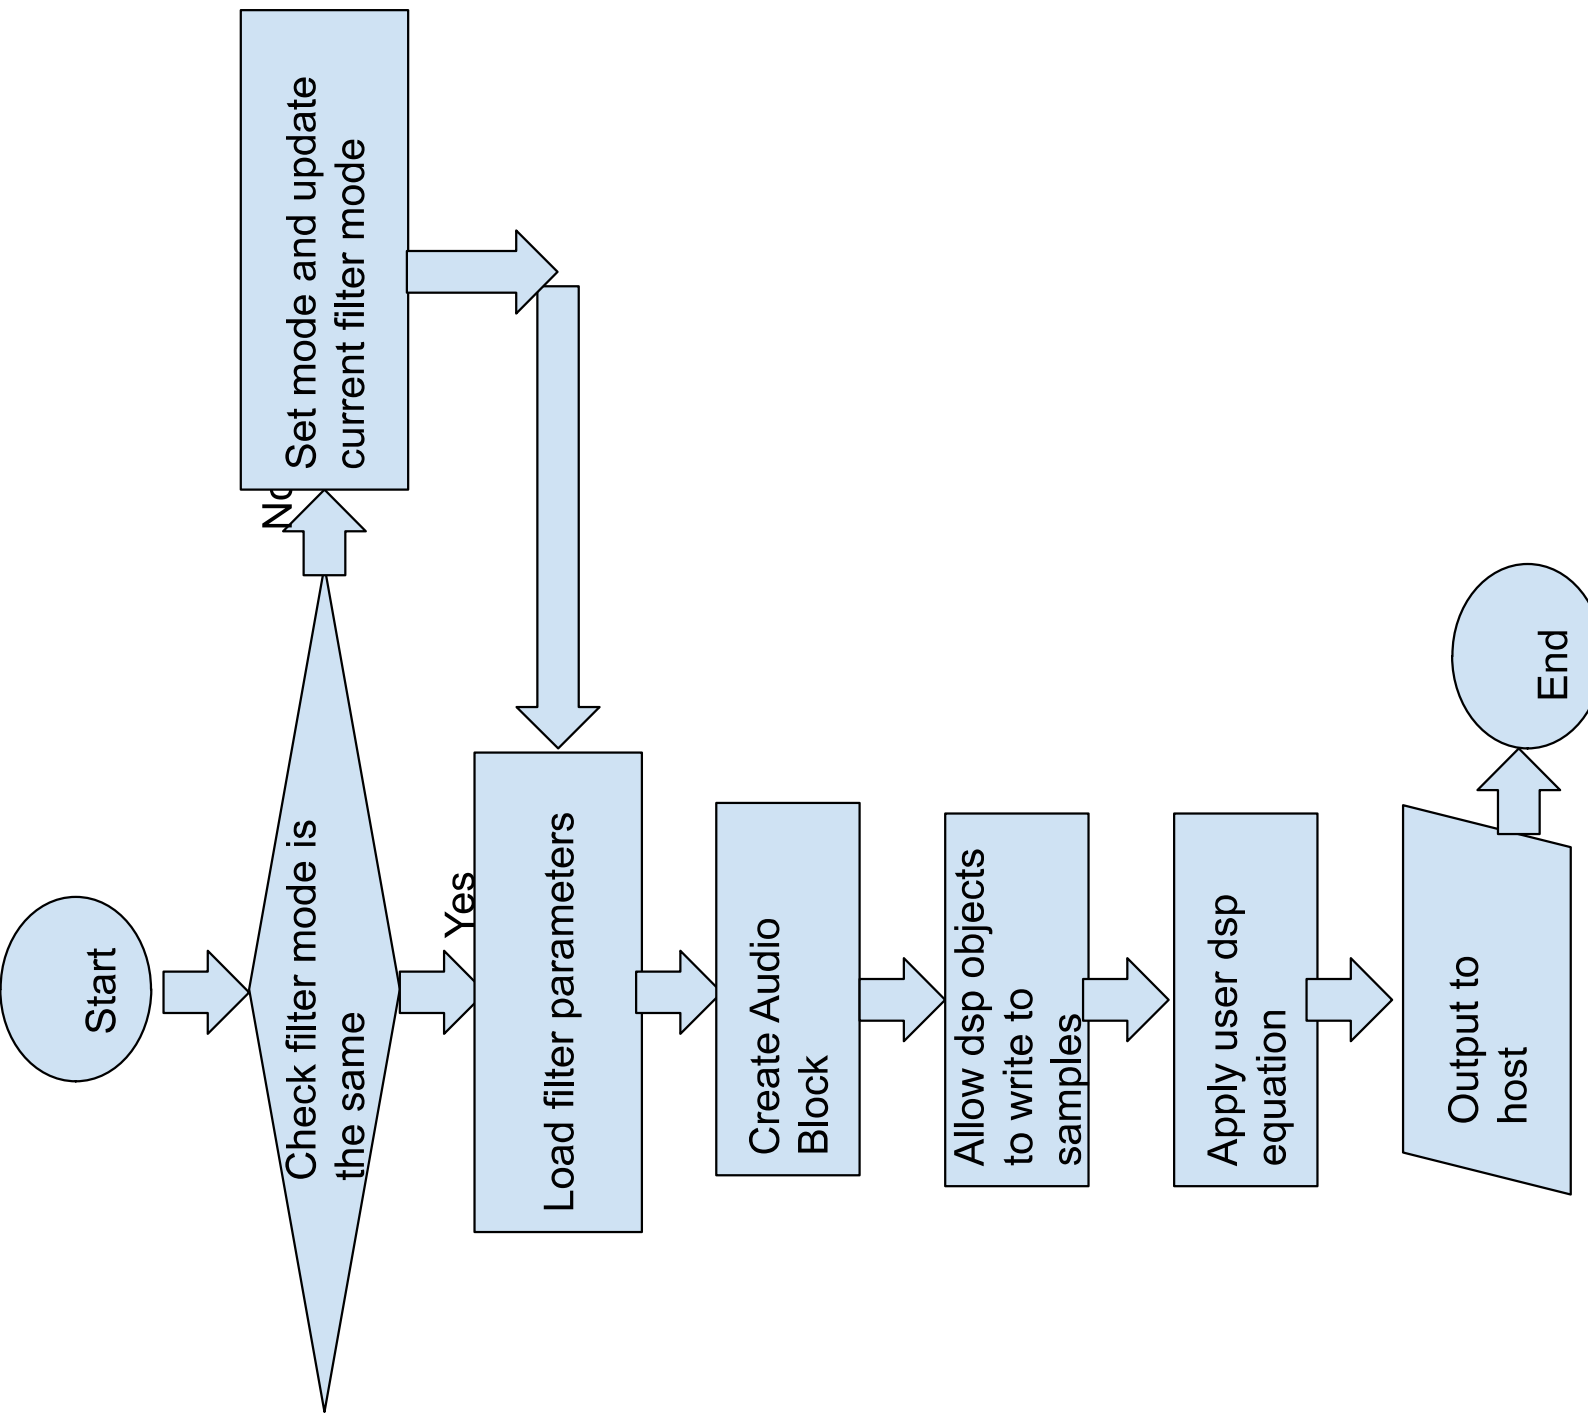 Start
Check filter mode is
the same
No
Set mode and update
current filter mode
Yes
Load filter parameters
Create Audio
Block
Allow dsp objects
to write to
samples
Apply user dsp
equation
Output to
host
End